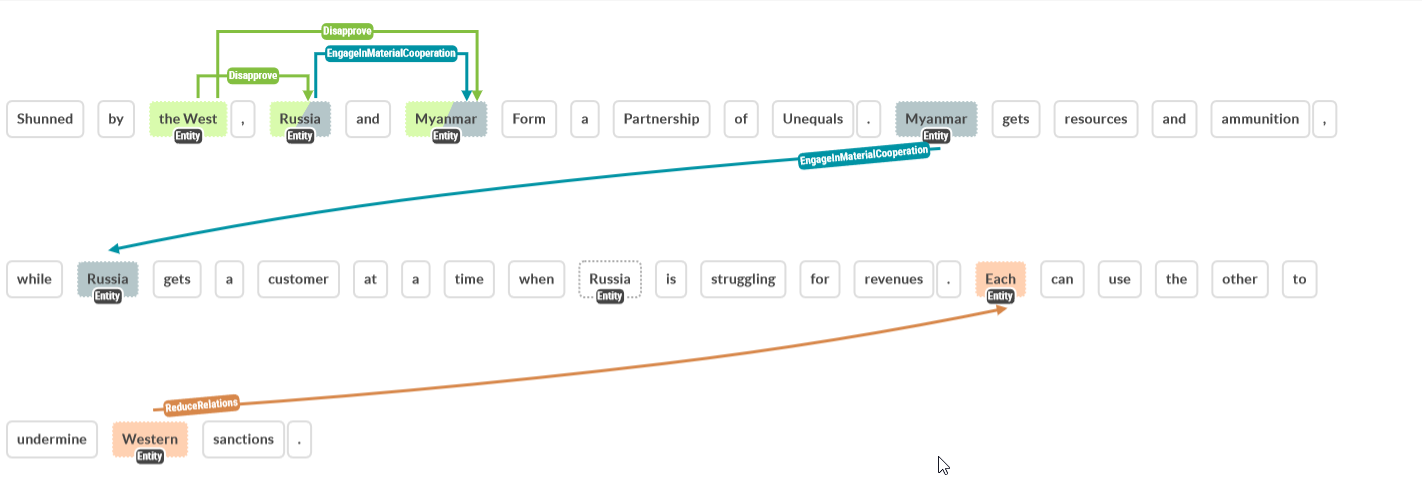 Disapprove
EngageInMaterialCooperation
Disapprove
Shunned by the West , Russia and Myanmar Form a Partnership of Unequals . Myanmar gets resources and ammunition ,
Entity Entity Entity Entity
EngageInMaterialCooperation
while Russia gets a customer at a time when Russia is struggling for revenues . Each can use the other to
Entity Entity Entity
ReduceRelations
undermine Western sanctions .
Entity